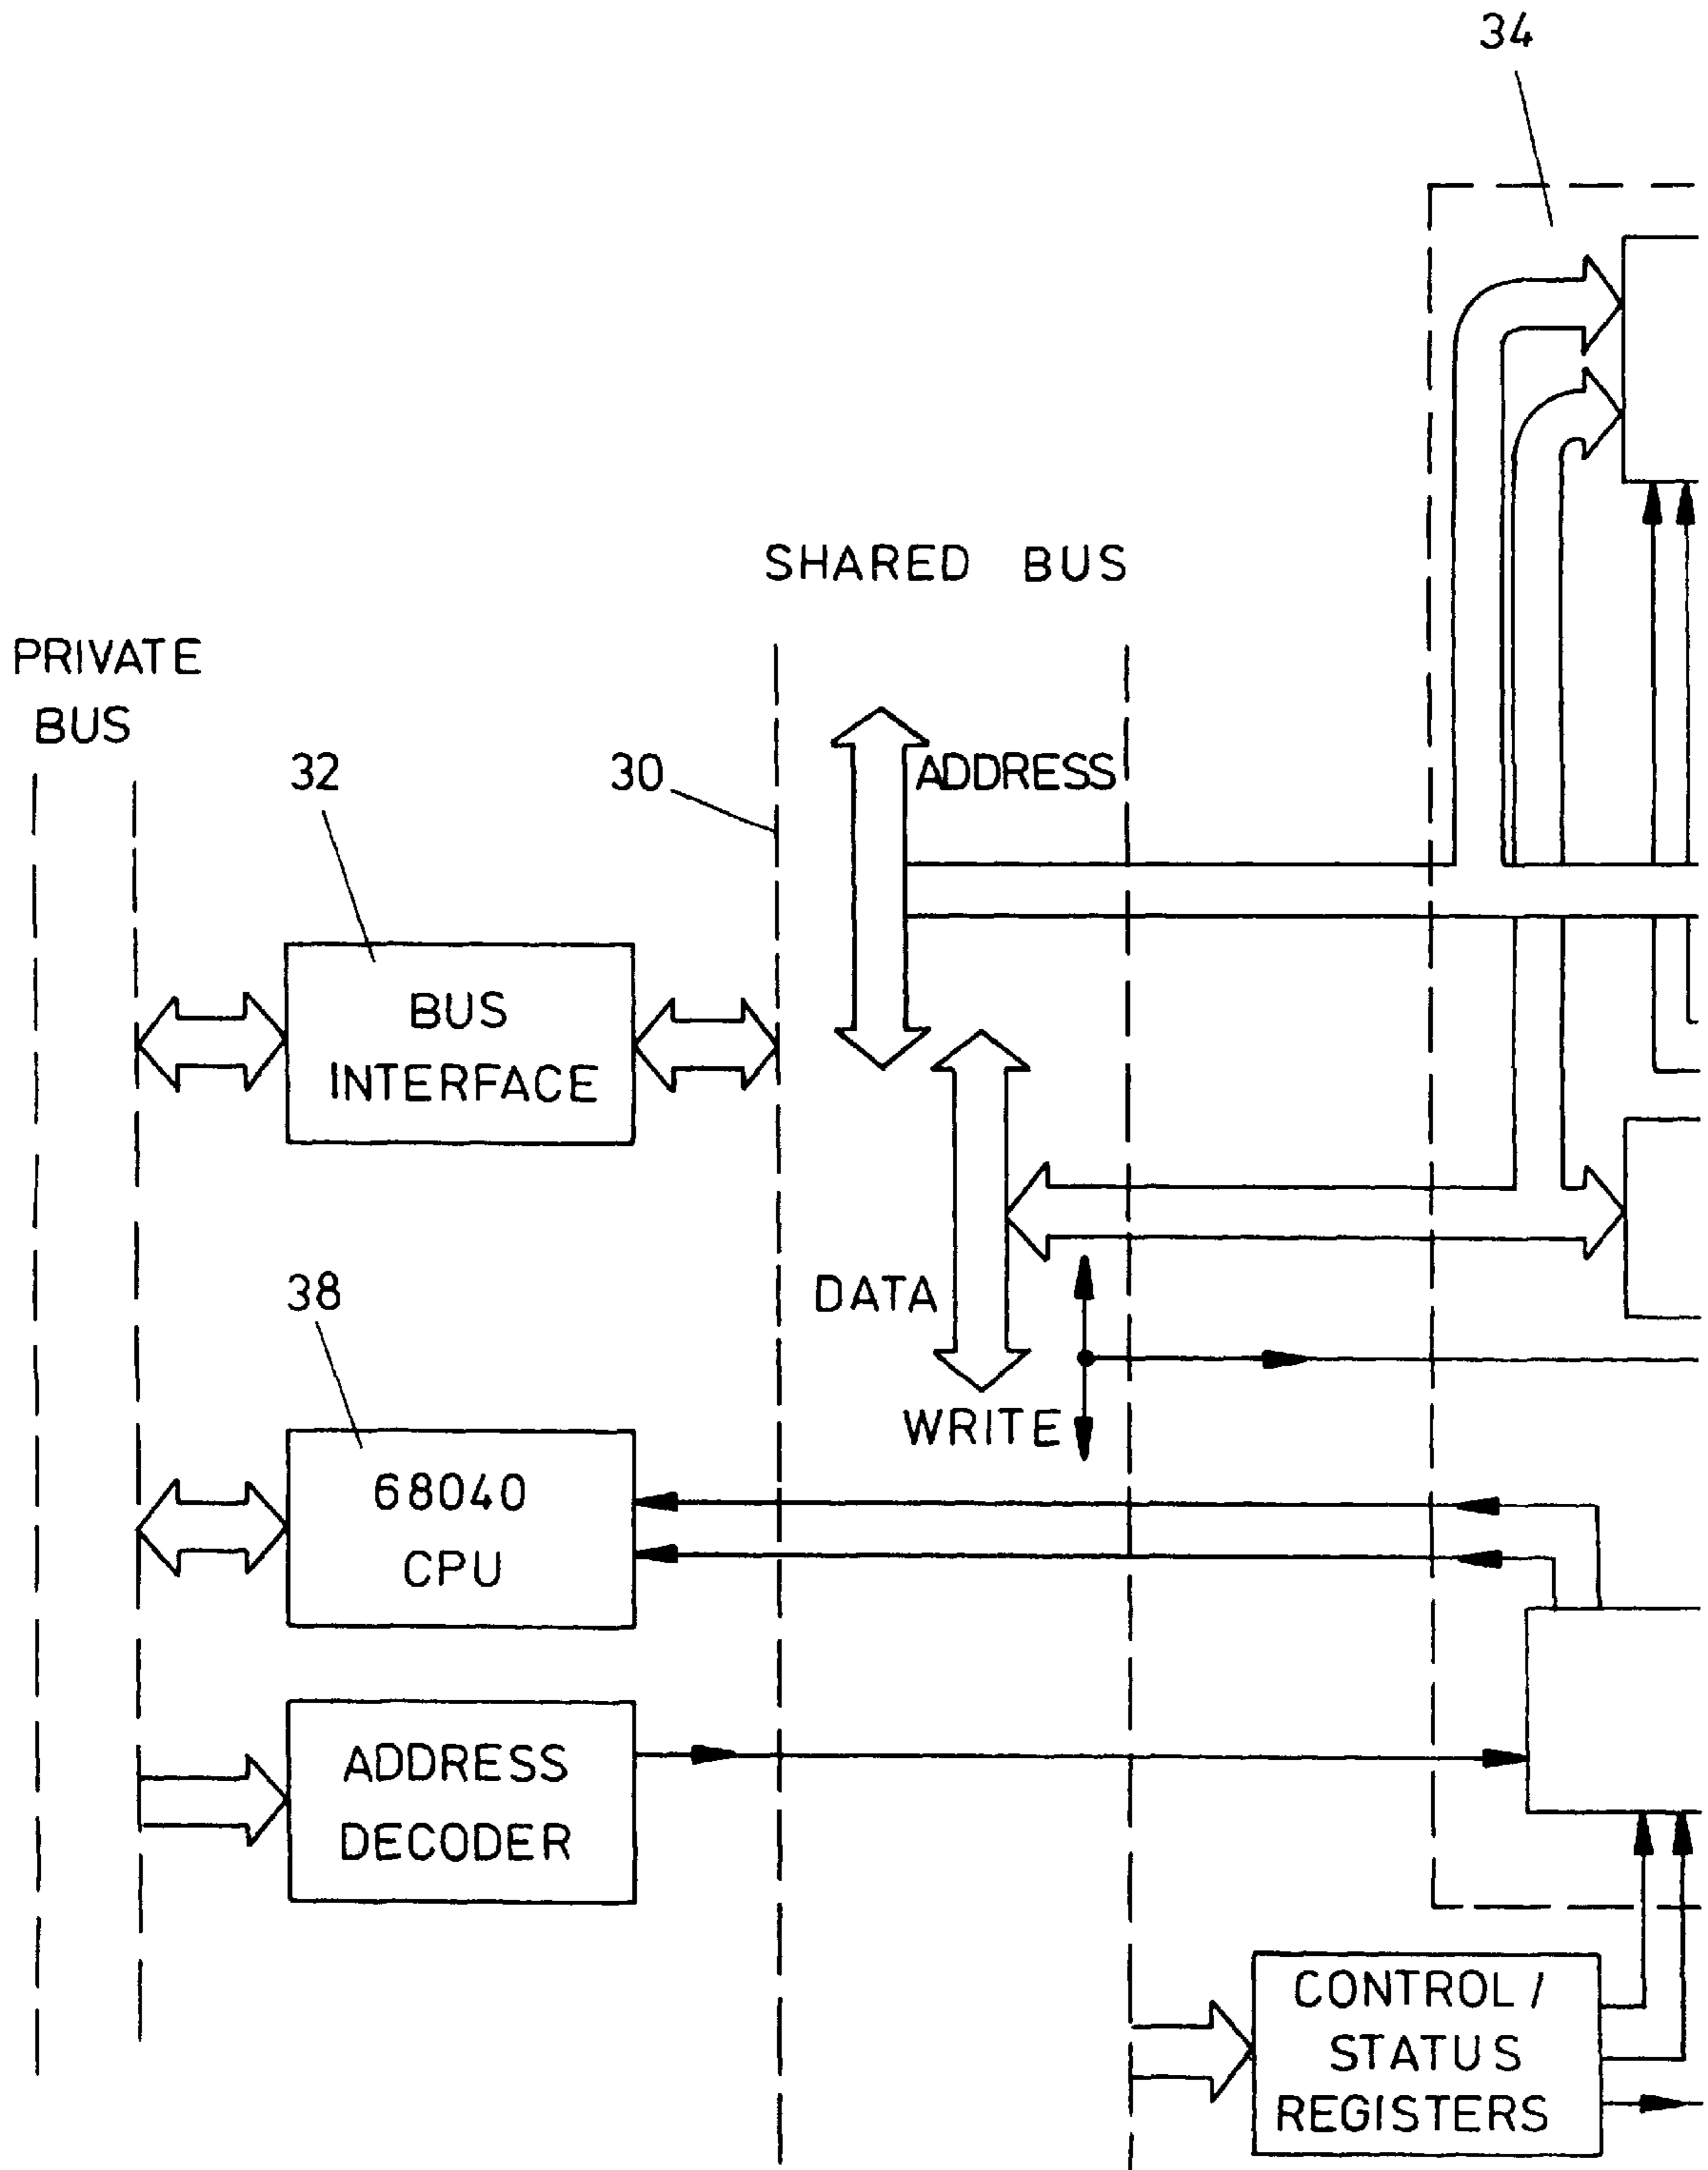 34
SHARED BUS
PRIVATE
BUS
32
30
ADDRESS
BUS
INTERFACE
38
DATA
WRITE
68040
CPU
ADDRESS
DECODER
CONTROL /
STATUS
REGISTERS